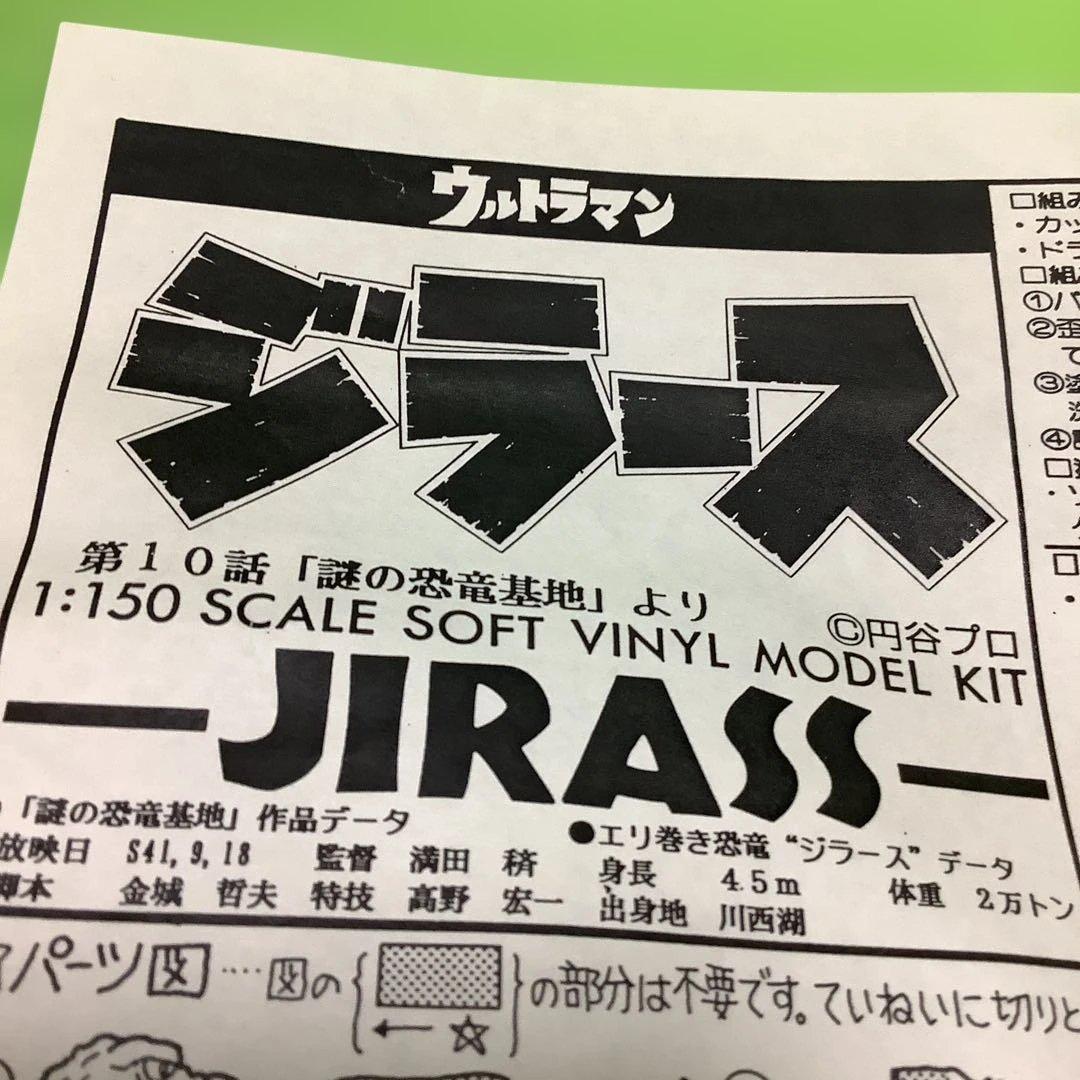 ウルトラマン
ジラース
第10話「謎の恐竜基地」より
©円谷プロ
1:150 SCALE SOFT VINYL MODEL KIT
JIRASS
「謎の恐竜基地」作品データ
放映日 S41,9,18 監督 満田 穧
脚本 金城 哲夫 特技 高野 宏一
●エリ巻き恐竜“ジラース”データ
身長 4.5m 体重 2万トン
出身地 川西湖
パーツ図‥‥図の{ }の部分は不要です。ていねいに切りと
←☆
□組み
・カッ
・ドラ
□組
①パ
②歪
て
③塗
④